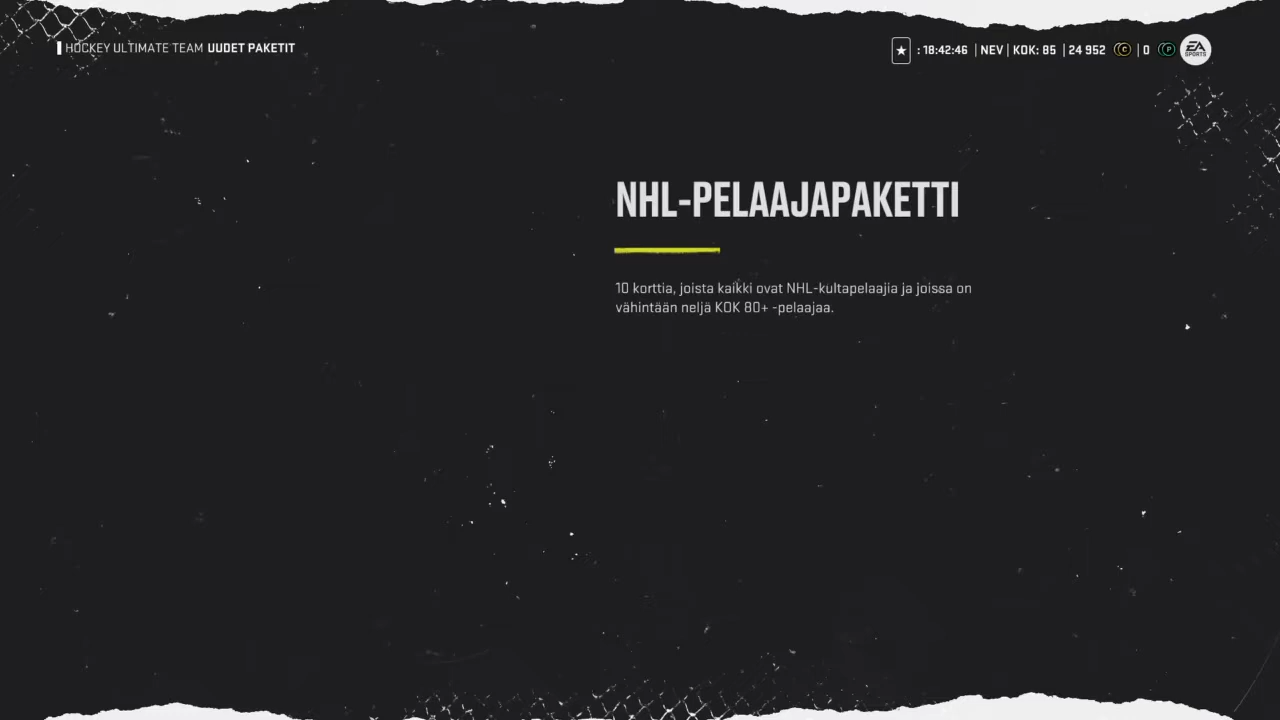 HOCKEY ULTIMATE TEAM UUDET PAKETIT
★ : 18:42:46 | NEV | KOK: 85 | 24 952 C | 0 P EA SPORTS
NHL-PELAAJAPAKETTI
10 korttia, joista kaikki ovat NHL-kultapelaajia ja joissa on
vähintään neljä KOK 80+ -pelaajaa.